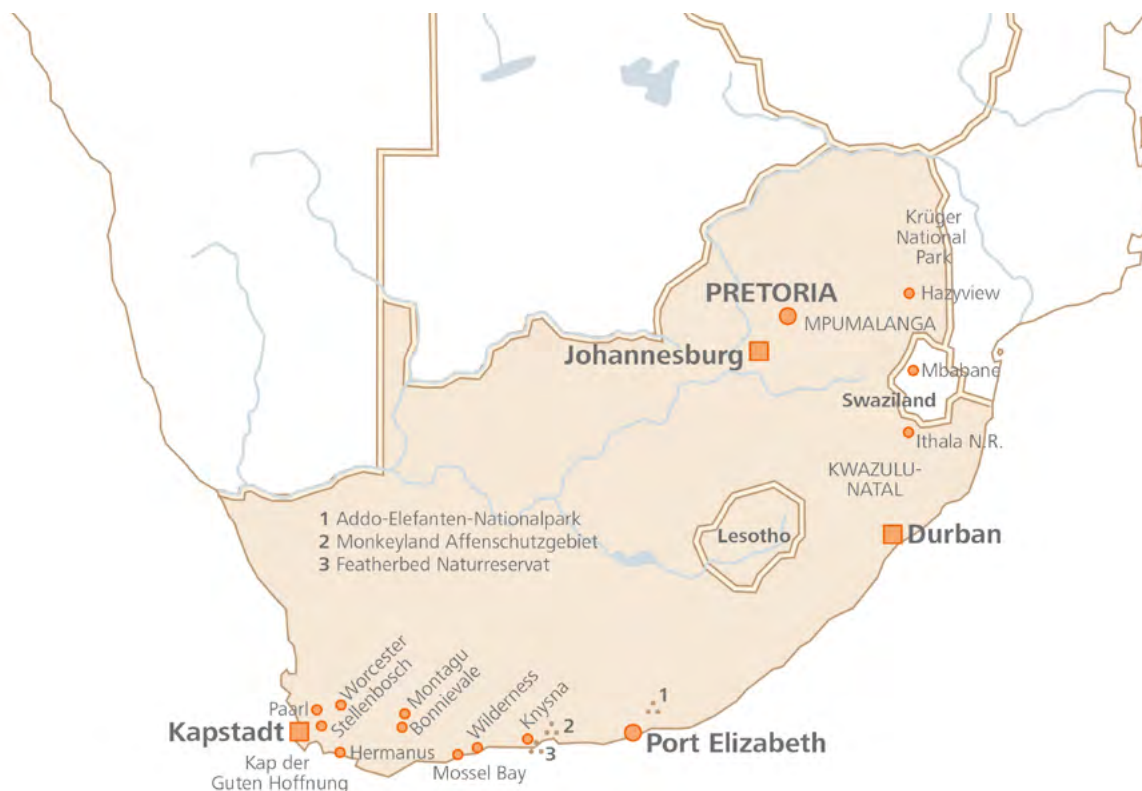 Krüger
National
Park
Hazyview
PRETORIA
MPUMALANGA
Johannesburg
Mbabane
Swaziland
Ithala N.R.
KWAZULU-
NATAL
1 Addo-Elefanten-Nationalpark
2 Monkeyland Affenschutzgebiet
3 Featherbed Naturreservat
Lesotho
Durban
Worcester
Stellenbosch
Montagu
Bonnievale
Wilderness
Knysna
1
2
3
Paarl
Kapstadt
Port Elizabeth
Hermanus
Kap der
Guten Hoffnung
Mossel Bay